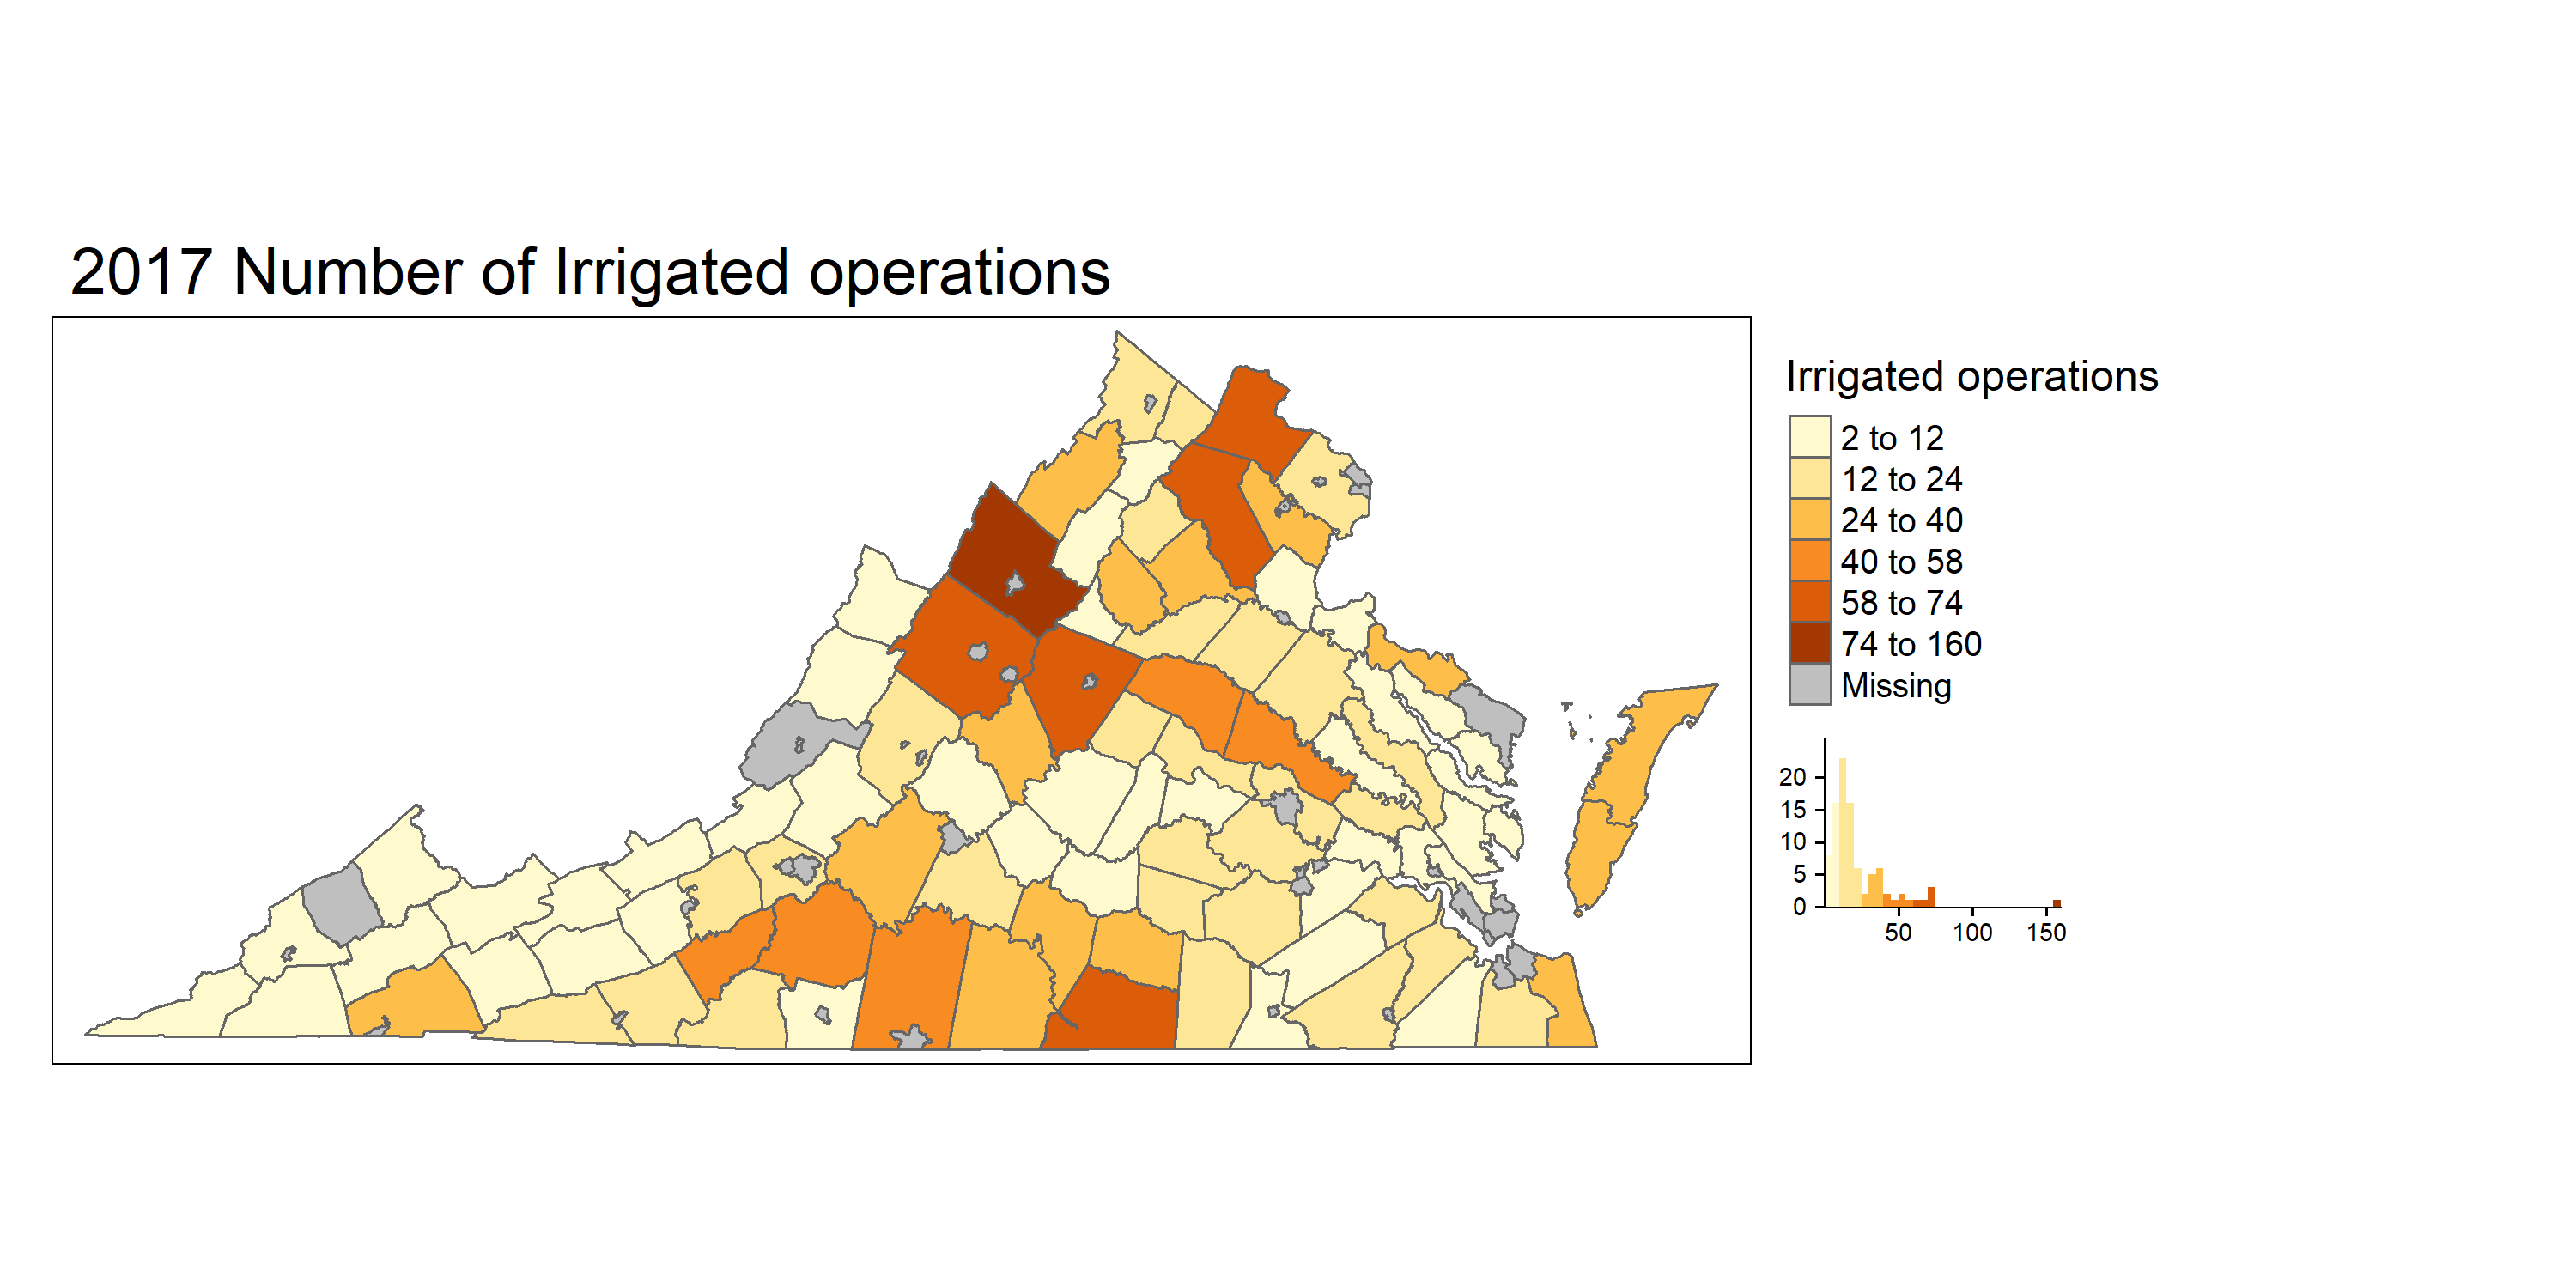 2017 Number of Irrigated operations
Irrigated operations
2 to 12
12 to 24
24 to 40
40 to 58
58 to 74
74 to 160
Missing
20
15
10
5
0
50 100 150